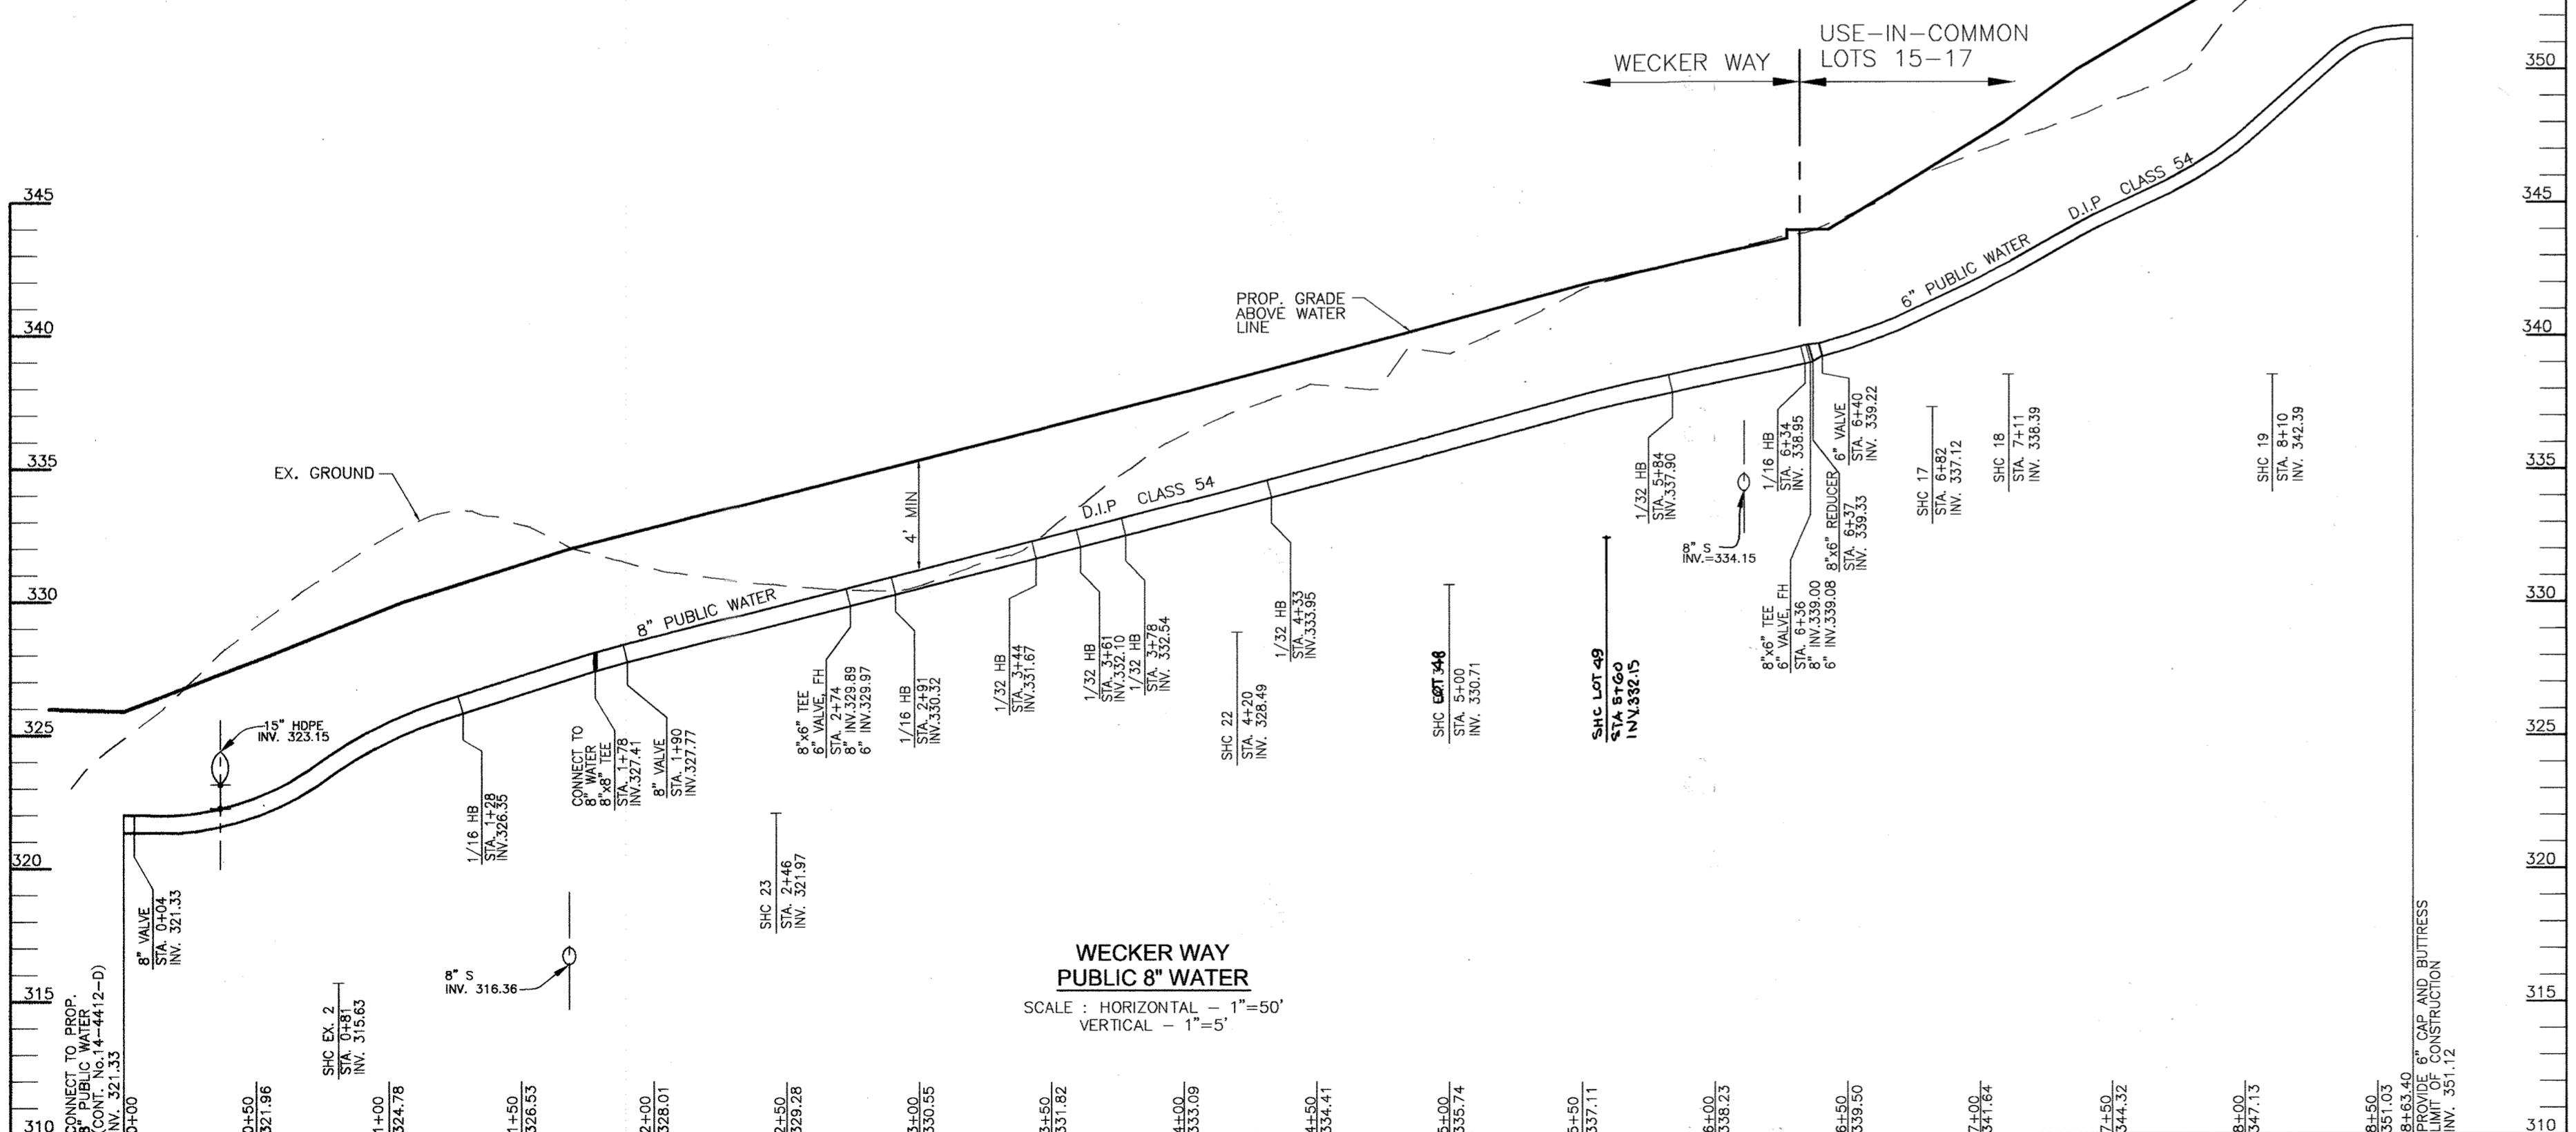 USE-IN-COMMON
LOTS 15-17
WECKER WAY
350
350
345
345
340
340
335
335
330
330
325
325
320
320
315
315
310
310
PROP. GRADE
ABOVE WATER
LINE
EX. GROUND
4' MIN
8" PUBLIC WATER
D.I.P CLASS 54
6" PUBLIC WATER
D.I.P CLASS 54
15" HDPE
INV. 323.15
8" VALVE
STA. 0+04
INV. 321.33
CONNECT TO PROP.
8" PUBLIC WATER
(CONT. No.14-4412-D)
INV. 321.33
SHC EX. 2
STA. 0+81
INV. 315.63
1/16 HB
STA. 1+28
INV.326.35
8" S
INV. 316.36
CONNECT TO
8" WATER
8"x8" TEE
STA. 1+78
INV.327.41
8" VALVE
STA. 1+90
INV.327.77
SHC 23
STA. 2+46
INV. 321.97
8"x6" TEE
6" VALVE, FH
STA. 2+74
8" INV.329.89
6" INV.329.97
1/16 HB
STA. 2+91
INV.330.32
1/32 HB
STA. 3+44
INV.331.67
1/32 HB
STA. 3+61
INV.332.10
1/32 HB
STA. 3+78
INV. 332.54
SHC 22
STA. 4+20
INV. 328.49
1/32 HB
STA. 4+33
INV.333.95
SHC
STA. 5+00
INV. 330.71
SHC LOT 49
STA 5+60
INV.332.15
1/32 HB
STA. 5+84
INV.337.90
8" S
INV.=334.15
1/16 HB
STA. 6+34
INV. 338.95
8"x6" TEE
6" VALVE, FH
STA. 6+36
8" INV.339.00
6" INV.339.08
8"x6" REDUCER
STA. 6+37
INV. 339.33
6" VALVE
STA. 6+40
INV. 339.22
SHC 17
STA. 6+82
INV. 337.12
SHC 18
STA. 7+11
INV. 338.39
SHC 19
STA. 8+10
INV. 342.39
WECKER WAY
PUBLIC 8" WATER
SCALE : HORIZONTAL - 1"=50'
VERTICAL - 1"=5'
0+00
0+50
321.96
1+00
324.78
1+50
326.53
2+00
328.01
2+50
329.28
3+00
330.55
3+50
331.82
4+00
333.09
4+50
334.41
5+00
335.74
5+50
337.11
6+00
338.23
6+50
339.50
7+00
341.64
7+50
344.32
8+00
347.13
8+50
351.03
8+63.40
PROVIDE 6" CAP AND BUTTRESS
LIMIT OF CONSTRUCTION
INV. 351.12